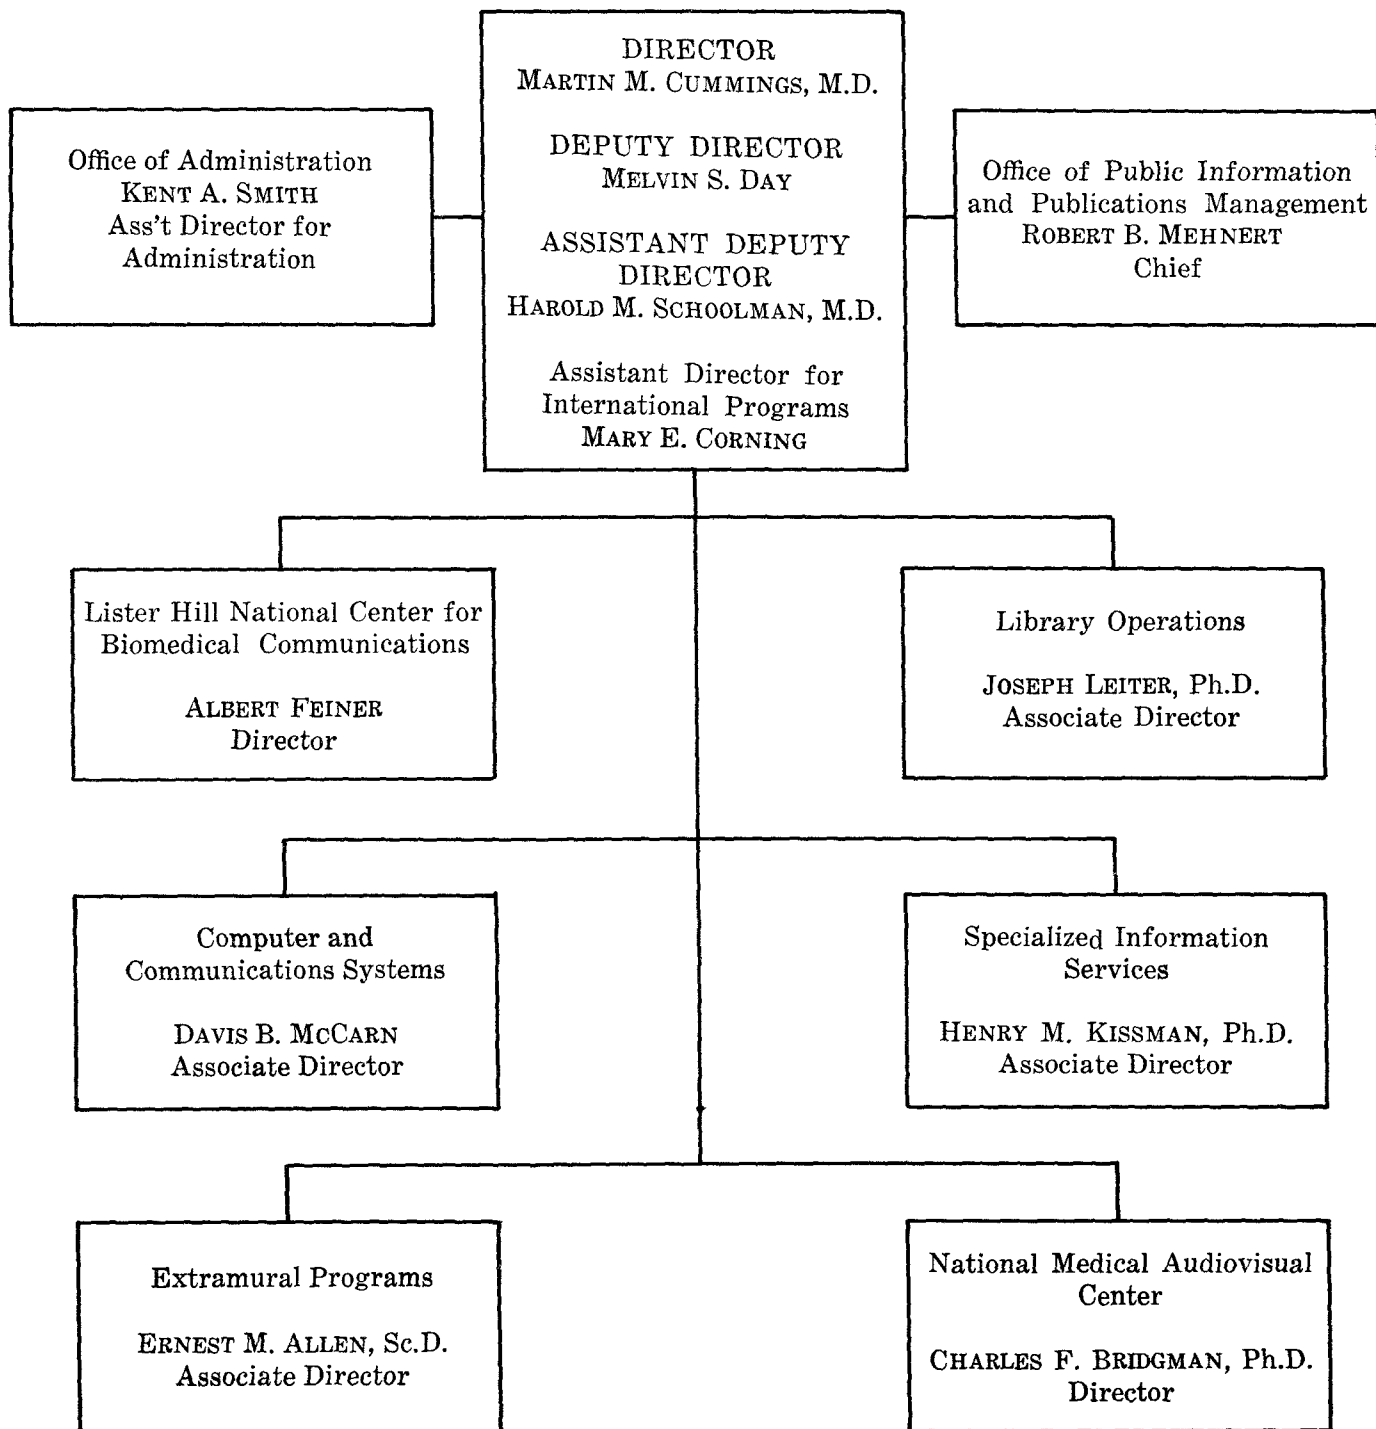 DIRECTOR
MARTIN M. CUMMINGS, M.D.
DEPUTY DIRECTOR
MELVIN S. DAY
ASSISTANT DEPUTY
DIRECTOR
HAROLD M. SCHOOLMAN, M.D.
Assistant Director for
International Programs
MARY E. CORNING
Office of Administration
KENT A. SMITH
Ass't Director for
Administration
Office of Public Information
and Publications Management
ROBERT B. MEHNERT
Chief
Lister Hill National Center for
Biomedical Communications
ALBERT FEINER
Director
Library Operations
JOSEPH LEITER, Ph.D.
Associate Director
Computer and
Communications Systems
DAVIS B. MCCARN
Associate Director
Specialized Information
Services
HENRY M. KISSMAN, Ph.D.
Associate Director
Extramural Programs
ERNEST M. ALLEN, Sc.D.
Associate Director
National Medical Audiovisual
Center
CHARLES F. BRIDGMAN, Ph.D.
Director